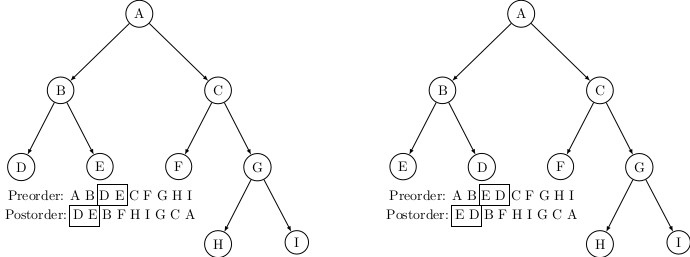 A
B C
D E F G
H I
Preorder: A B D E C F G H I
Postorder: D E B F H I G C A
A
B C
E D F G
H I
Preorder: A B E D C F G H I
Postorder: E D B F H I G C A